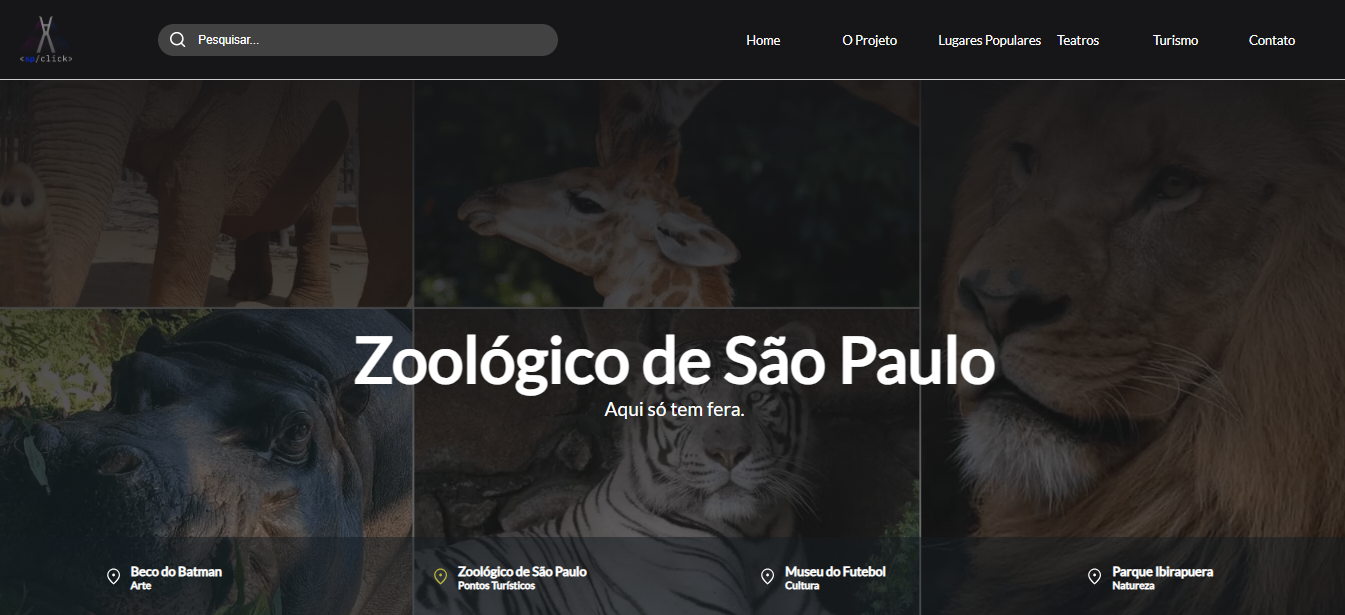 <sp/click>
Pesquisar...
Home
O Projeto
Lugares Populares
Teatros
Turismo
Contato
Zoológico de São Paulo
Aqui só tem fera.
Beco do Batman
Arte
Zoológico de São Paulo
Pontos Turísticos
Museu do Futebol
Cultura
Parque Ibirapuera
Natureza